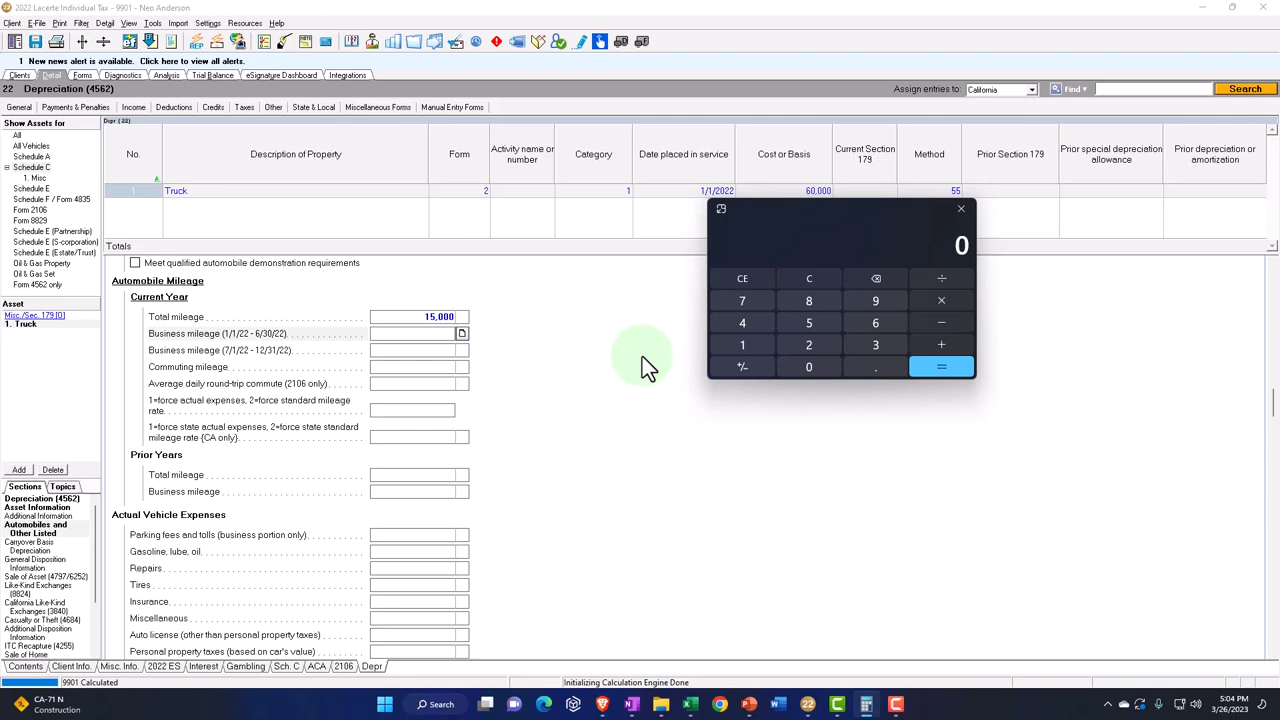 2022 Lacerte Individual Tax - 9901 - Neo Anderson
Client E-File Print Filter Detail View Tools Import Settings Resources Help
1 New news alert is available. Click here to view all alerts.
Clients Detail Forms Diagnostics Analysis Trial Balance eSignature Dashboard Integrations
22 Depreciation (4562) Assign entries to: California Find Search
General Payments & Penalties Income Deductions Credits Taxes Other State & Local Miscellaneous Forms Manual Entry Forms
Show Assets for
All
All Vehicles
Schedule A
Schedule C
1. Misc
Schedule E
Schedule F / Form 4835
Form 2106
Form 8829
Schedule E (Partnership)
Schedule E (S-corporation)
Schedule E (Estate/Trust)
Oil & Gas Property
Oil & Gas Set
Form 4562 only
Asset
Misc./Sec. 179 [O]
1. Truck
Add Delete
Sections Topics
Depreciation (4562)
Asset Information
Additional Information
Automobiles and
Other Listed
Carryover Basis
Depreciation
General Disposition
Information
Sale of Asset (4797/6252)
Like-Kind Exchanges
(8824)
California Like-Kind
Exchanges (3840)
Casualty or Theft (4684)
Additional Disposition
Information
ITC Recapture (4255)
Sale of Home
Depr (22)
No. Description of Property Form Activity name or number Category Date placed in service Cost or Basis Current Section 179 Method Prior Section 179 Prior special depreciation allowance Prior depreciation or amortization
1 Truck 2 1 1/1/2022 60,000 55
Totals
Meet qualified automobile demonstration requirements
Automobile Mileage
Current Year
Total mileage 15,000
Business mileage (1/1/22 - 6/30/22)
Business mileage (7/1/22 - 12/31/22)
Commuting mileage
Average daily round-trip commute (2106 only)
1=force actual expenses, 2=force standard mileage
rate
1=force state actual expenses, 2=force state standard
mileage rate {CA only}
Prior Years
Total mileage
Business mileage
Actual Vehicle Expenses
Parking fees and tolls (business portion only)
Gasoline, lube, oil
Repairs
Tires
Insurance
Miscellaneous
Auto license (other than personal property taxes)
Personal property taxes (based on car's value)
0
CE C ⌫ ÷
7 8 9 ×
4 5 6 −
1 2 3 +
+/- 0 . =
Contents Client Info. Misc. Info. 2022 ES Interest Gambling Sch. C ACA 2106 Depr
9901 Calculated Initializing Calculation Engine Done
CA-71 N
Construction
Search
22
5:04 PM
3/26/2023